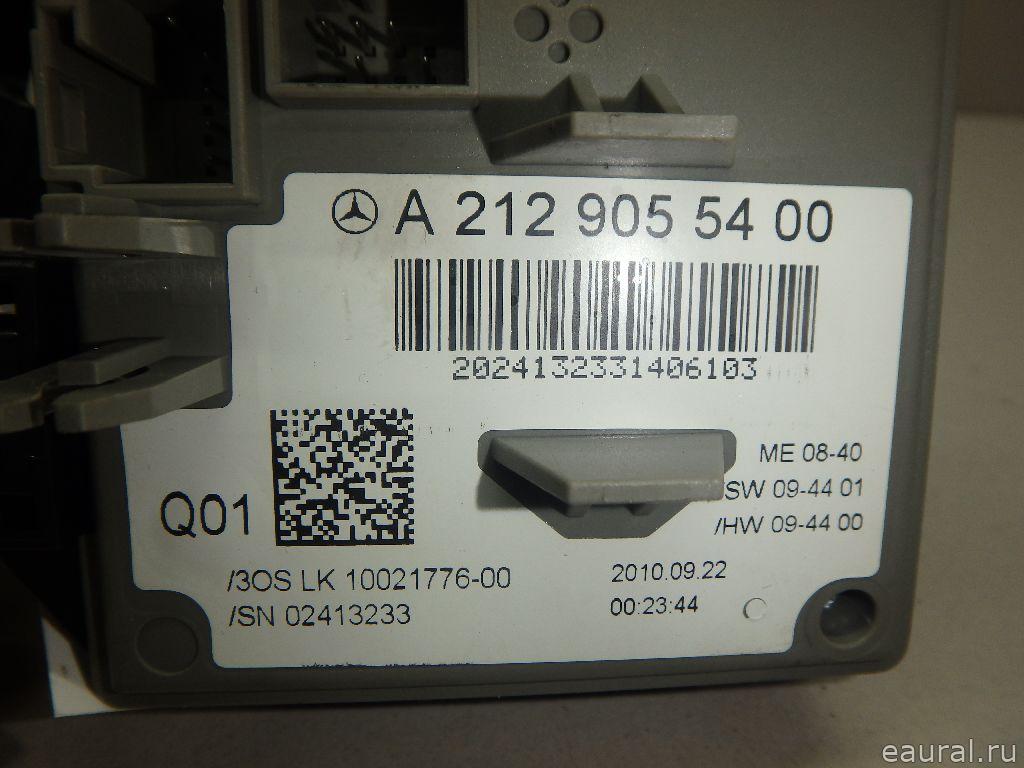 A 212 905 54 00
2024132331406103
ME 08-40
Q01
SW 09-44 01
/HW 09-44 00
/3OS LK 10021776-00
2010.09.22
/SN 02413233
00:23:44
eaural.ru